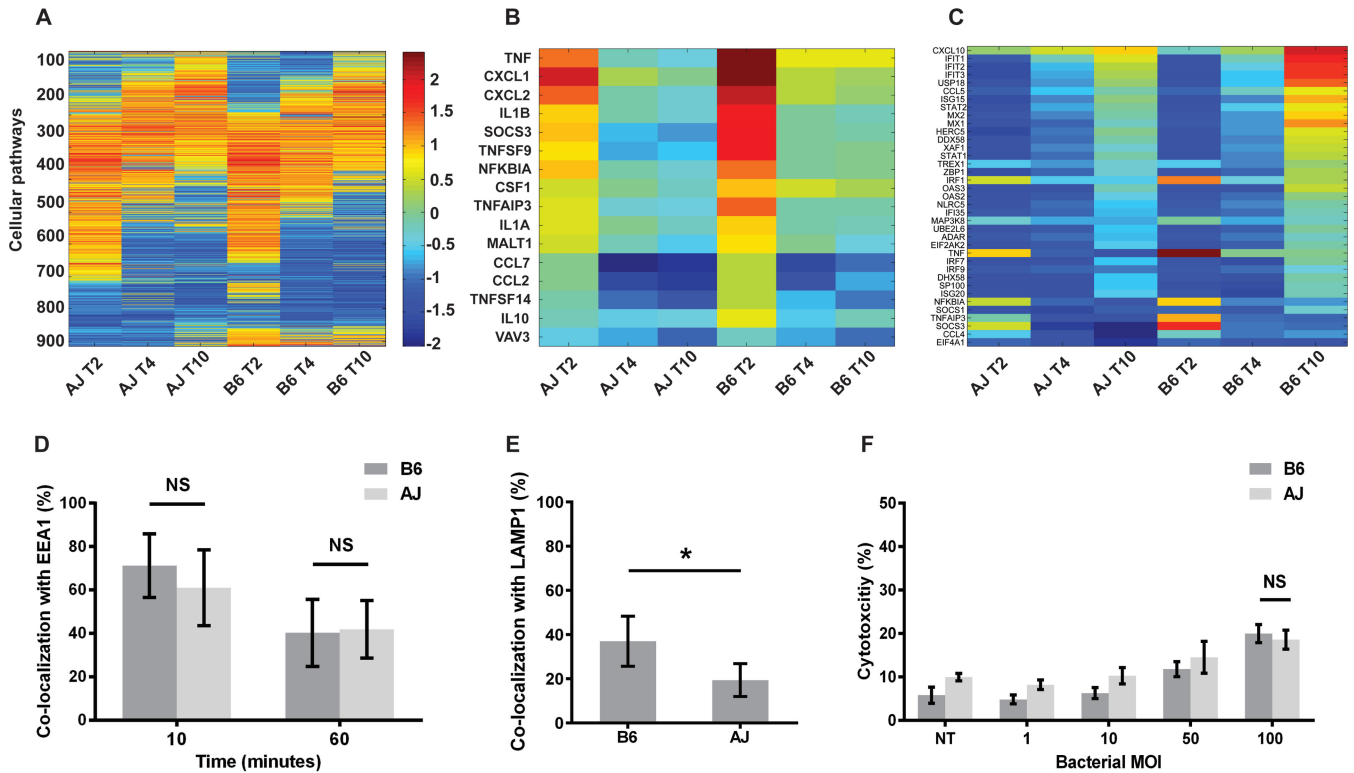 A
B
C
100
200
300
400
500
600
700
800
900
Cellular pathways
AJ T2
AJ T4
AJ T10
B6 T2
B6 T4
B6 T10
2
1.5
1
0.5
0
-0.5
-1
-1.5
-2
TNF
CXCL1
CXCL2
IL1B
SOCS3
TNFSF9
NFKBIA
CSF1
TNFAIP3
IL1A
MALT1
CCL7
CCL2
TNFSF14
IL10
VAV3
AJ T2
AJ T4
AJ T10
B6 T2
B6 T4
B6 T10
CXCL10
IFIT1
IFIT2
IFIT3
USP18
CCL5
ISG15
STAT2
MX2
MX1
HERC5
DDX58
XAF1
STAT1
TREX1
ZBP1
IRF1
OAS3
OAS2
NLRC5
IFI35
MAP3K8
UBE2L6
ADAR
EIF2AK2
TNF
IRF7
IRF9
DHX58
SP100
ISG20
NFKBIA
SOCS1
TNFAIP3
SOCS3
CCL4
EIF4A1
AJ T2
AJ T4
AJ T10
B6 T2
B6 T4
B6 T10
D
B6
AJ
NS
NS
Co-localization with EEA1 (%)
100
80
60
40
20
0
10
60
Time (minutes)
E
*
Co-localization with LAMP1 (%)
100
80
60
40
20
0
B6
AJ
F
B6
AJ
NS
Cytotoxcitiy (%)
50
40
30
20
10
0
NT
1
10
50
100
Bacterial MOI